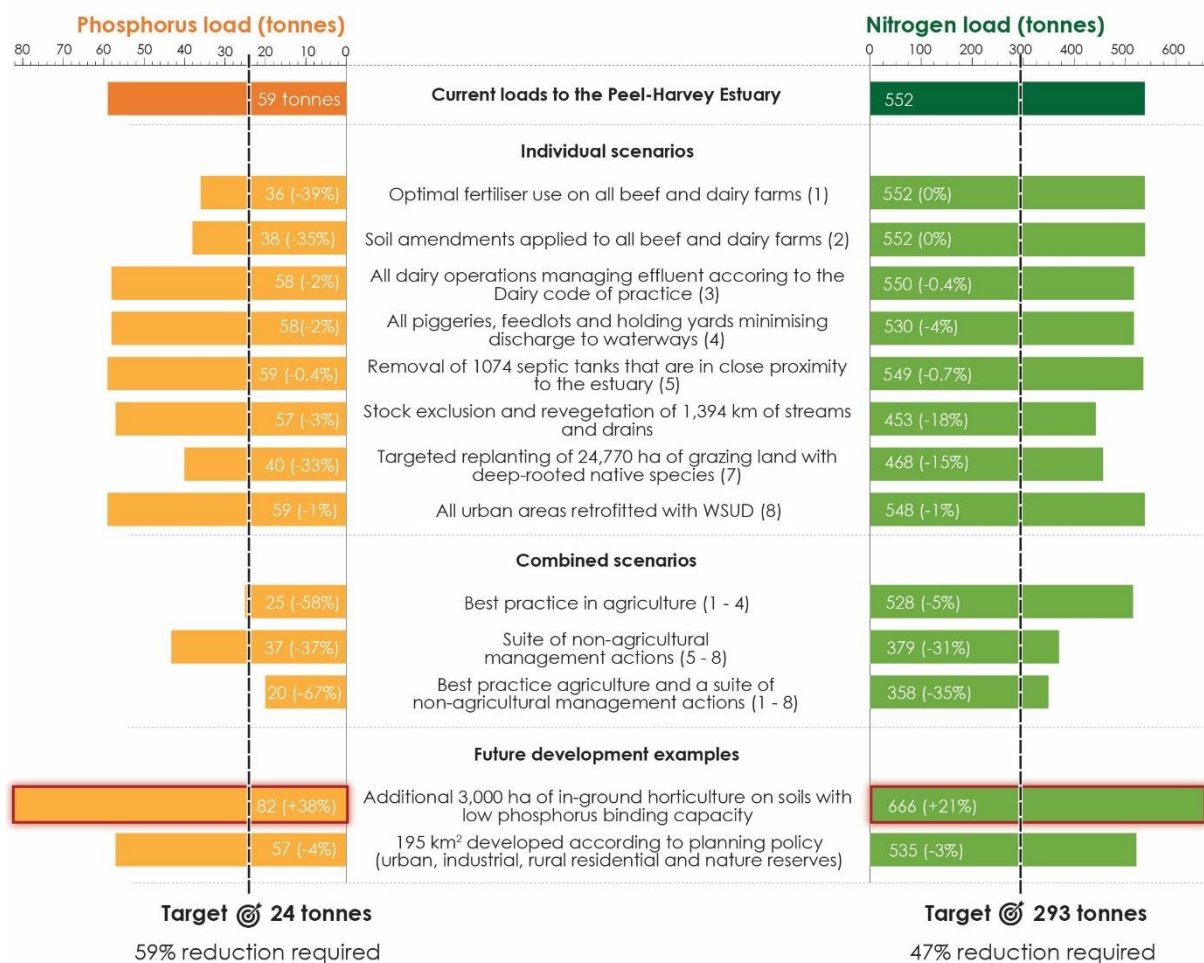 Phosphorus load (tonnes)
Nitrogen load (tonnes)
80 70 60 50 40 30 20 10 0
0 100 200 300 400 500 600
59 tonnes
Current loads to the Peel-Harvey Estuary
552
Individual scenarios
36 (-39%)
Optimal fertiliser use on all beef and dairy farms (1)
552 (0%)
38 (-35%)
Soil amendments applied to all beef and dairy farms (2)
552 (0%)
58 (-2%)
All dairy operations managing effluent accoring to the
Dairy code of practice (3)
550 (-0.4%)
58(-2%)
All piggeries, feedlots and holding yards minimising
discharge to waterways (4)
530 (-4%)
59 (-0.4%)
Removal of 1074 septic tanks that are in close proximity
to the estuary (5)
549 (-0.7%)
57 (-3%)
Stock exclusion and revegetation of 1,394 km of streams
and drains
453 (-18%)
40 (-33%)
Targeted replanting of 24,770 ha of grazing land with
deep-rooted native species (7)
468 (-15%)
59 (-1%)
All urban areas retrofitted with WSUD (8)
548 (-1%)
Combined scenarios
25 (-58%)
Best practice in agriculture (1 - 4)
528 (-5%)
37 (-37%)
Suite of non-agricultural
management actions (5 - 8)
379 (-31%)
20 (-67%)
Best practice agriculture and a suite of
non-agricultural management actions (1 - 8)
358 (-35%)
Future development examples
82 (+38%)
Additional 3,000 ha of in-ground horticulture on soils with
low phosphorus binding capacity
666 (+21%)
57 (-4%)
195 km² developed according to planning policy
(urban, industrial, rural residential and nature reserves)
535 (-3%)
Target 24 tonnes
59% reduction required
Target 293 tonnes
47% reduction required